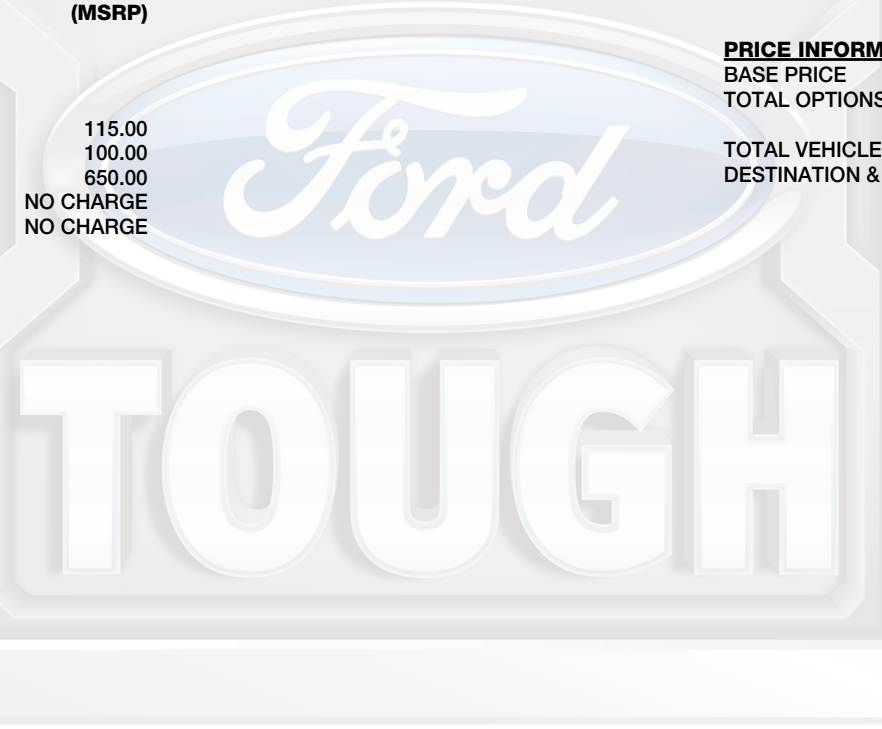 (MSRP)
115.00
100.00
650.00
NO CHARGE
NO CHARGE
PRICE INFORM
BASE PRICE
TOTAL OPTIONS
TOTAL VEHICLE
DESTINATION &
Ford
TOUGH